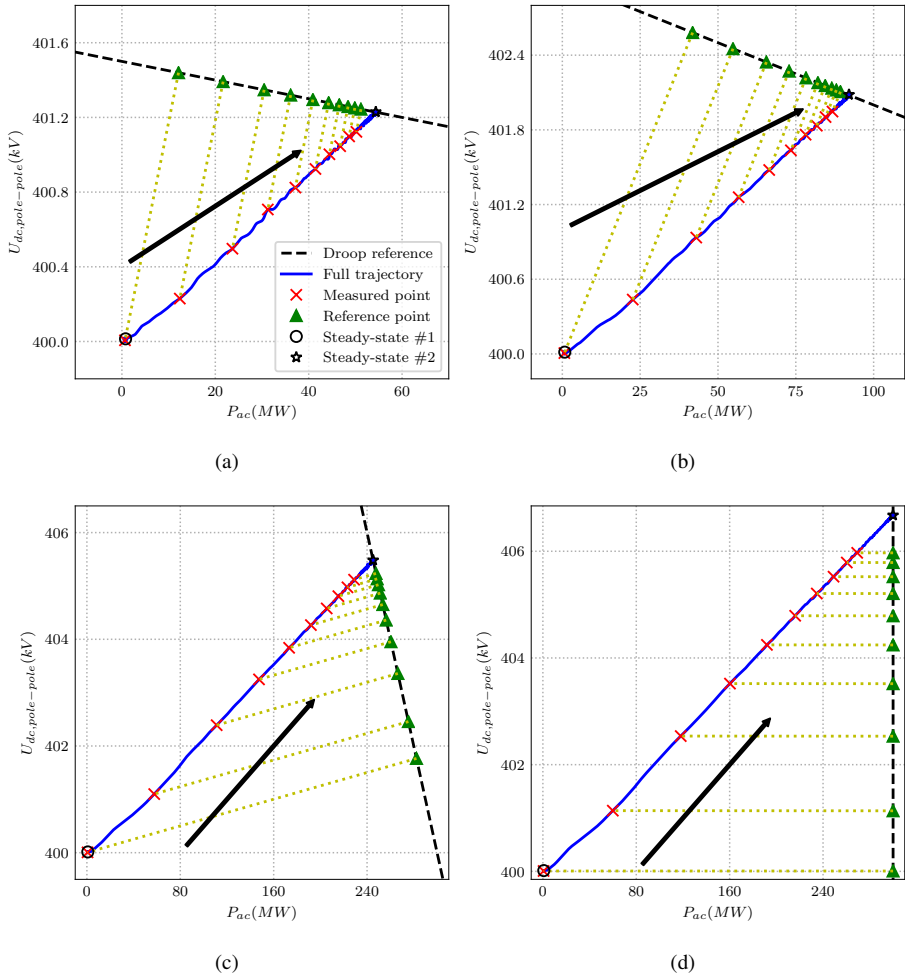 401.6
401.2
400.8
400.4
400.0
U_{dc,pole-pole}(kV)
Droop reference
Full trajectory
Measured point
Reference point
Steady-state #1
Steady-state #2
0 20 40 60
P_{ac}(MW)
(a)
402.4
401.8
401.2
400.6
400.0
U_{dc,pole-pole}(kV)
0 25 50 75 100
P_{ac}(MW)
(b)
406
404
402
400
U_{dc,pole-pole}(kV)
0 80 160 240
P_{ac}(MW)
(c)
406
404
402
400
U_{dc,pole-pole}(kV)
0 80 160 240
P_{ac}(MW)
(d)